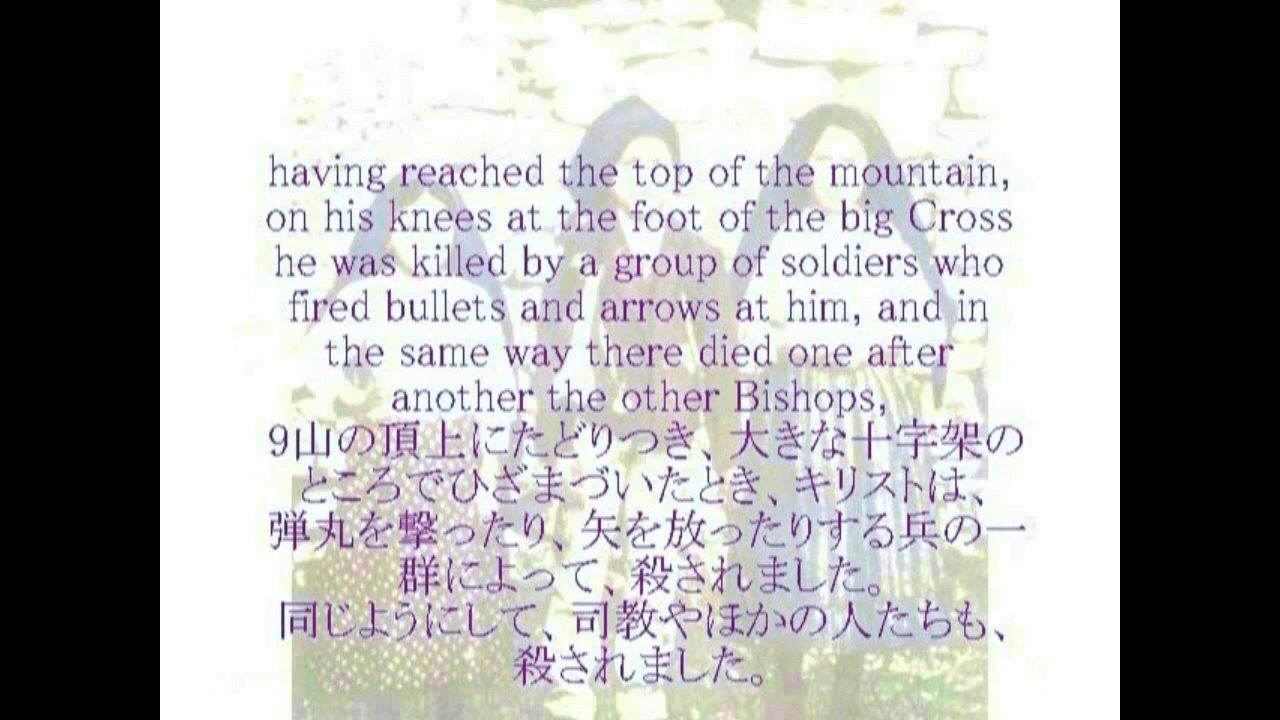 having reached the top of the mountain,
on his knees at the foot of the big Cross
he was killed by a group of soldiers who
fired bullets and arrows at him, and in
the same way there died one after
another the other Bishops,
9山の頂上にたどりつき、大きな十字架の
ところでひざまづいたとき、キリストは、
弾丸を撃ったり、矢を放ったりする兵の一
群によって、殺されました。
同じようにして、司教やほかの人たちも、
殺されました。